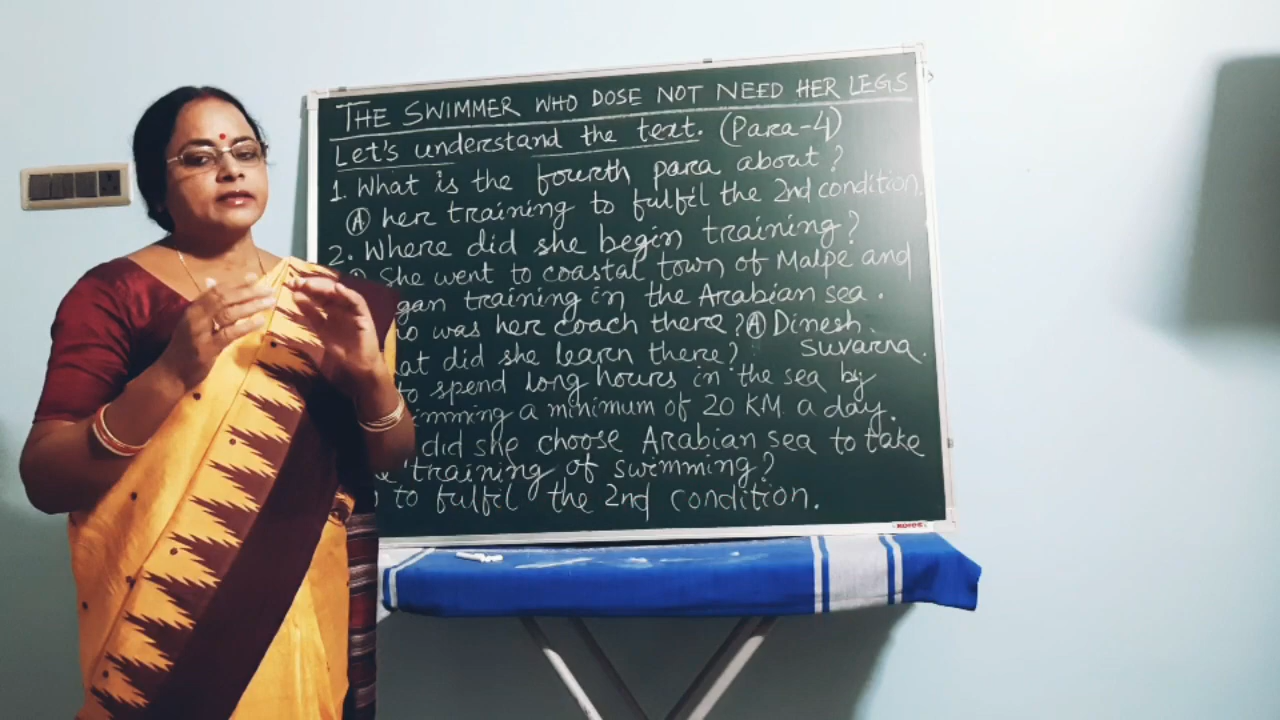 THE SWIMMER WHO DOSE NOT NEED HER LEGS
Let's understand the text. (Para-4)
1. What is the fourth para about?
Ⓐ her training to fulfil the 2nd condition.
2. Where did she begin training?
She went to coastal town of Malpe and
gan training in the Arabian sea.
o was her coach there? Ⓐ Dinesh
Suvarna.
at did she learn there?
to spend long hours in the sea by
imming a minimum of 20 KM a day.
did she choose Arabian sea to take
training of swimming?
to fulfil the 2nd condition.